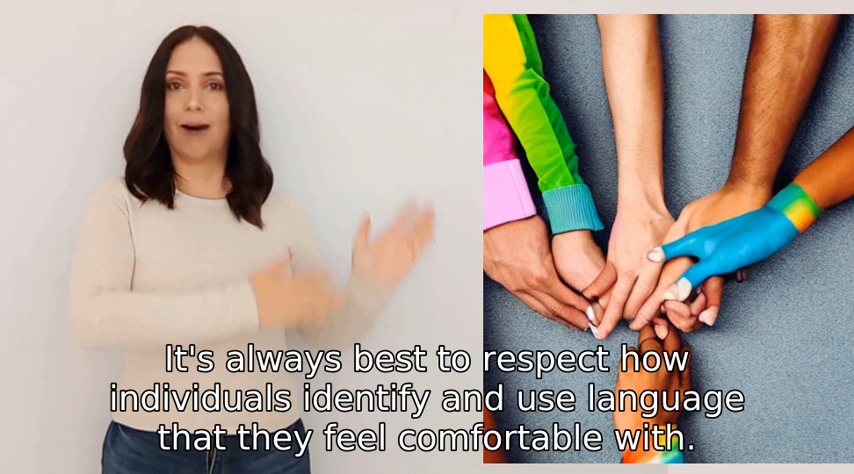 It's always best to respect how
individuals identify and use language
that they feel comfortable with.